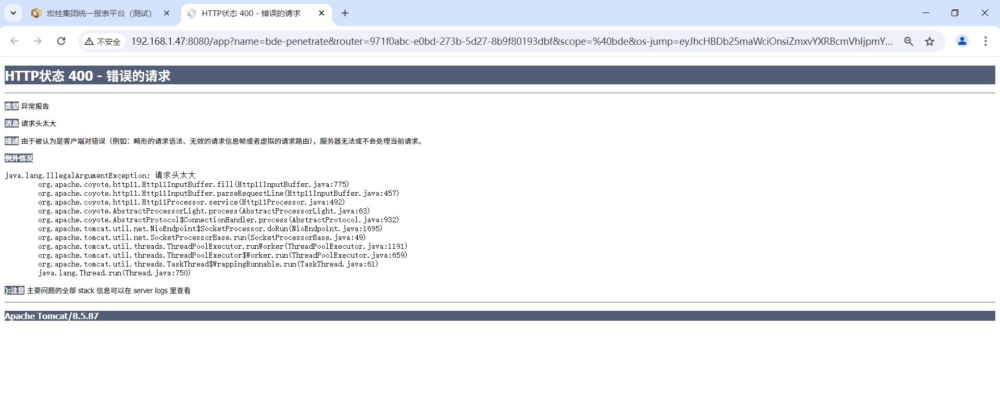 宏桂集团统一报表平台（测试）
HTTP状态 400 - 错误的请求
不安全
192.168.1.47:8080/app?name=bde-penetrate&router=971f0abc-e0bd-273b-5d27-8b9f80193dbf&scope=%40bde&os-jump=eyJhcHBDb25maWciOnsiZmxvYXRBcmVhIjpmY...
HTTP状态 400 - 错误的请求
类型 异常报告
消息 请求头太大
描述 由于被认为是客户端对错误（例如：畸形的请求语法、无效的请求信息帧或者虚拟的请求路由），服务器无法或不会处理当前请求。
例外情况
java.lang.IllegalArgumentException: 请求头太大
org.apache.coyote.http11.Http11InputBuffer.fill(Http11InputBuffer.java:775)
org.apache.coyote.http11.Http11InputBuffer.parseRequestLine(Http11InputBuffer.java:457)
org.apache.coyote.http11.Http11Processor.service(Http11Processor.java:492)
org.apache.coyote.AbstractProcessorLight.process(AbstractProcessorLight.java:63)
org.apache.coyote.AbstractProtocol$ConnectionHandler.process(AbstractProtocol.java:932)
org.apache.tomcat.util.net.NioEndpoint$SocketProcessor.doRun(NioEndpoint.java:1695)
org.apache.tomcat.util.net.SocketProcessorBase.run(SocketProcessorBase.java:49)
org.apache.tomcat.util.threads.ThreadPoolExecutor.runWorker(ThreadPoolExecutor.java:1191)
org.apache.tomcat.util.threads.ThreadPoolExecutor$Worker.run(ThreadPoolExecutor.java:659)
org.apache.tomcat.util.threads.TaskThread$WrappingRunnable.run(TaskThread.java:61)
java.lang.Thread.run(Thread.java:750)
):注意 主要问题的全部 stack 信息可以在 server logs 里查看
Apache Tomcat/8.5.87